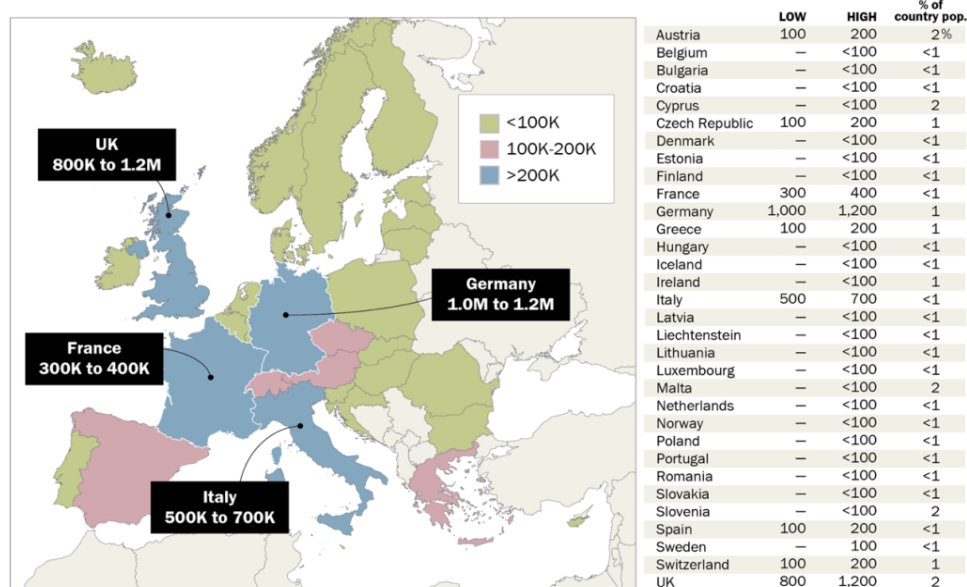 UK
800K to 1.2M
<100K
100K-200K
>200K
Germany
1.0M to 1.2M
France
300K to 400K
Italy
500K to 700K
% of
LOW HIGH country pop.
Austria 100 200 2%
Belgium — <100 <1
Bulgaria — <100 <1
Croatia — <100 <1
Cyprus — <100 2
Czech Republic 100 200 1
Denmark — <100 <1
Estonia — <100 <1
Finland — <100 <1
France 300 400 <1
Germany 1,000 1,200 1
Greece 100 200 1
Hungary — <100 <1
Iceland — <100 <1
Ireland — <100 1
Italy 500 700 <1
Latvia — <100 <1
Liechtenstein — <100 <1
Lithuania — <100 <1
Luxembourg — <100 <1
Malta — <100 2
Netherlands — <100 <1
Norway — <100 <1
Poland — <100 <1
Portugal — <100 <1
Romania — <100 <1
Slovakia — <100 <1
Slovenia — <100 2
Spain 100 200 <1
Sweden — 100 <1
Switzerland 100 200 1
UK 800 1,200 2